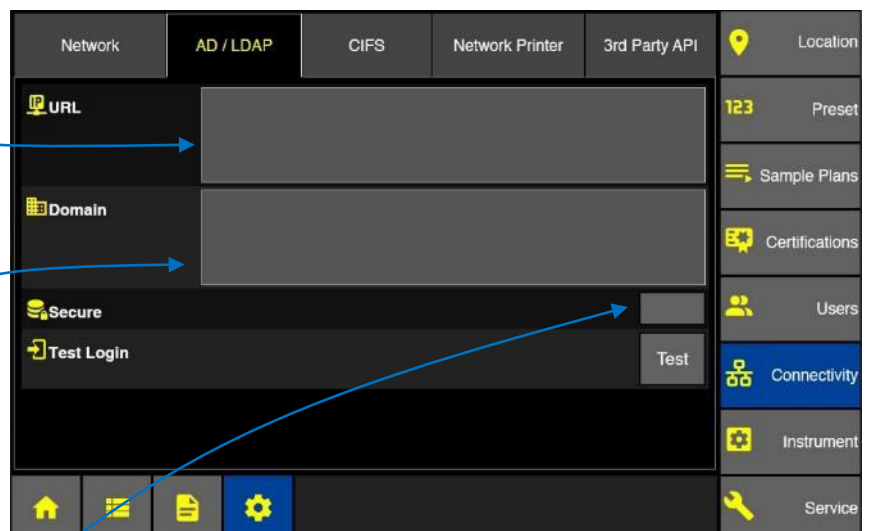 Network
AD / LDAP
CIFS
Network Printer
3rd Party API
Location
URL
123
Preset
Sample Plans
Domain
Certifications
Secure
Users
Test Login
Test
Connectivity
Instrument
Service